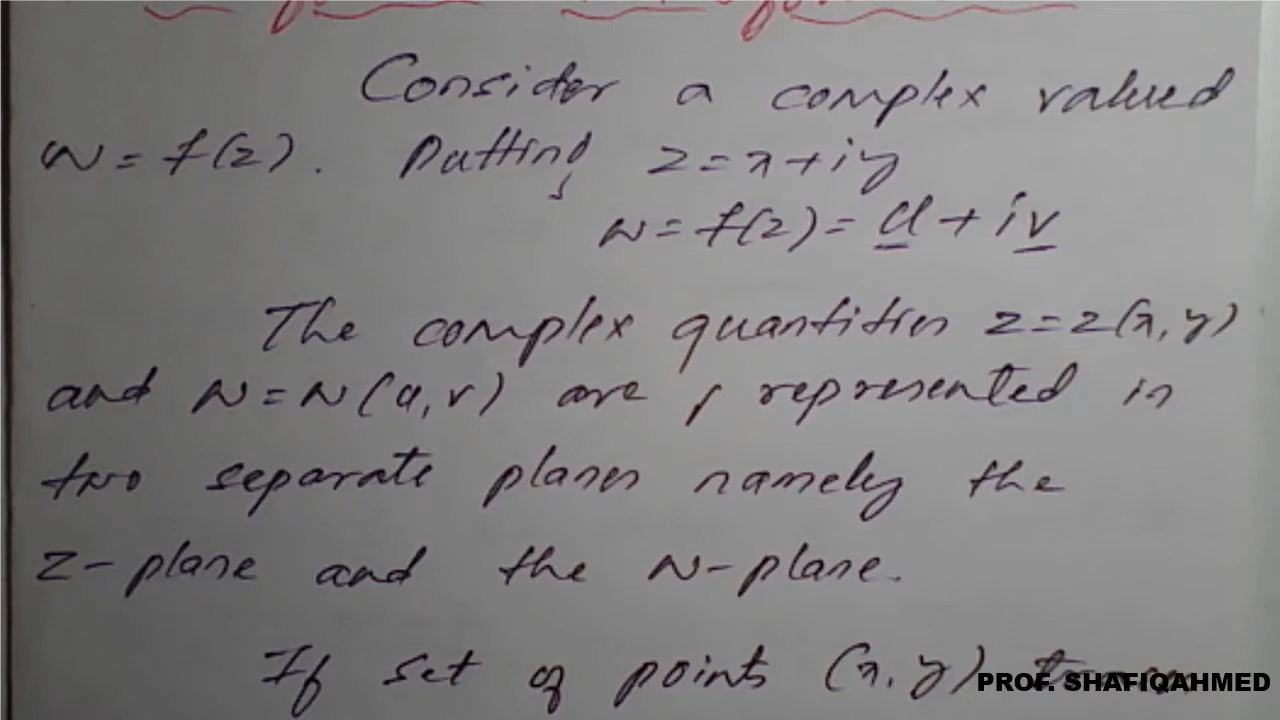 Consider a complex valued
w = f(z). Putting z = x + iy
w = f(z) = u + iv
The complex quantities z = z(x, y)
and w = w(u, v) are represented in
two separate planes namely the
z-plane and the w-plane.
If set of points (x, y)
PROF. SHAFIQAHMED